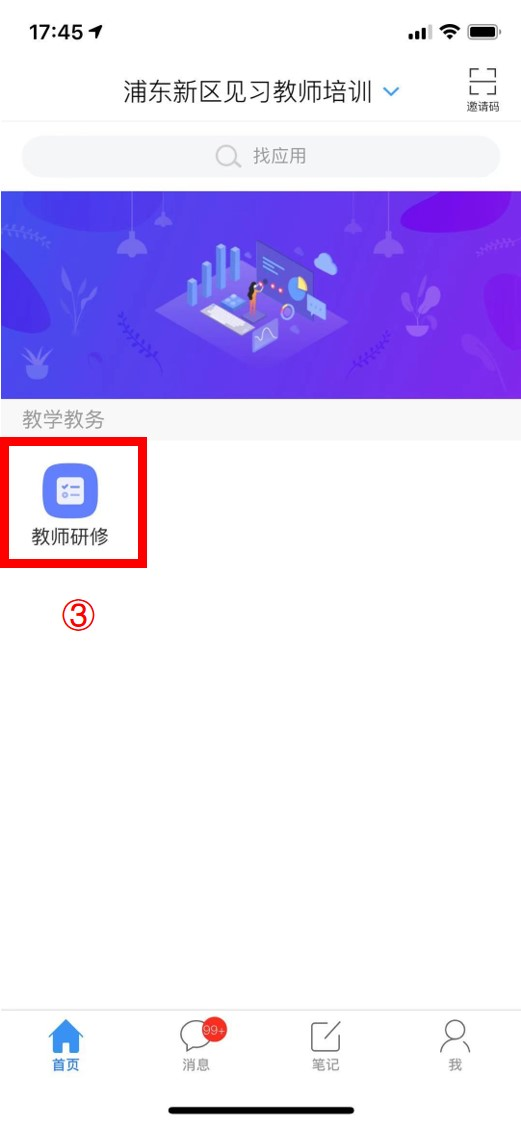 17:45
浦东新区见习教师培训
邀请码
找应用
教学教务
教师研修
③
99+
首页
消息
笔记
我